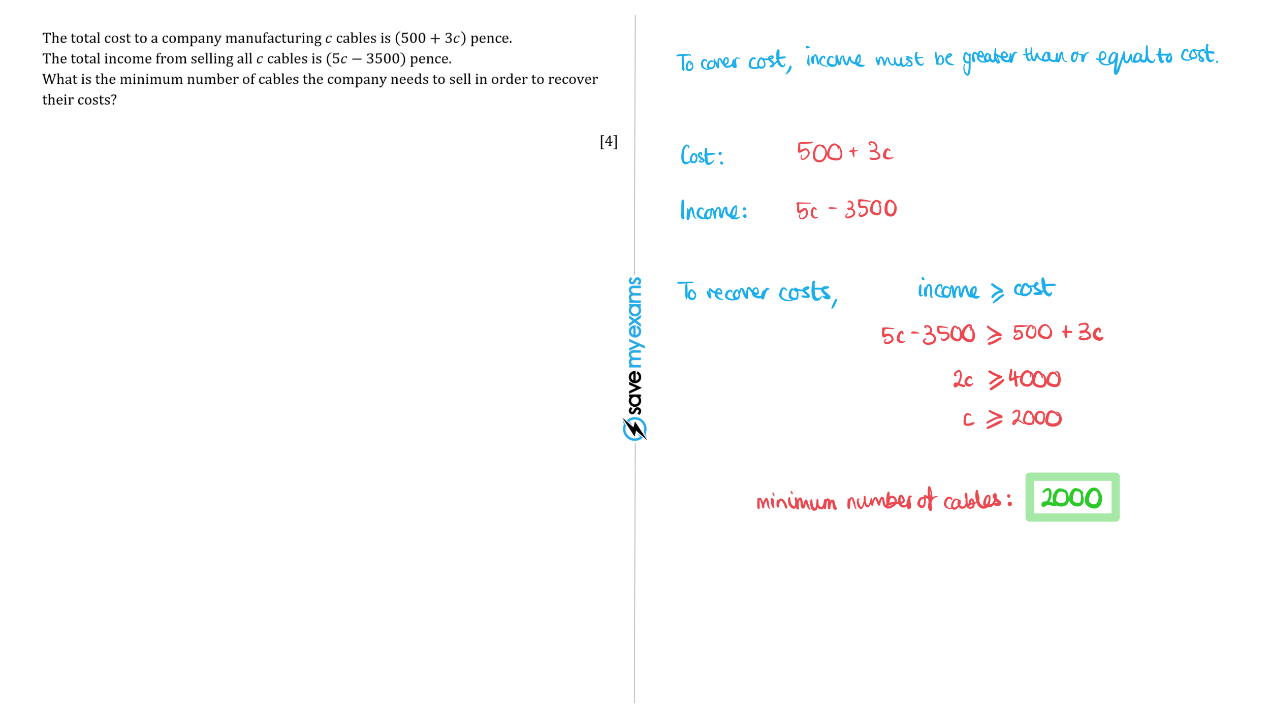 The total cost to a company manufacturing c cables is (500 + 3c) pence.
The total income from selling all c cables is (5c − 3500) pence.
What is the minimum number of cables the company needs to sell in order to recover
their costs?
[4]
savemyexams
To cover cost, income must be greater than or equal to cost.
Cost: 500 + 3c
Income: 5c - 3500
To recover costs, income ⩾ cost
5c - 3500 ⩾ 500 + 3c
2c ⩾ 4000
c ⩾ 2000
minimum number of cables: 2000